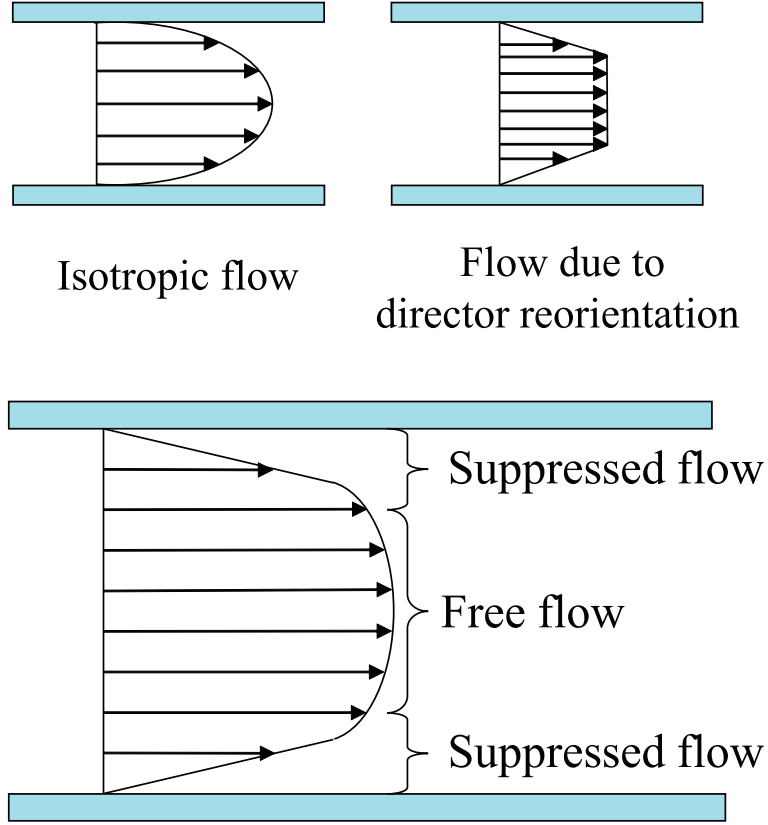 Isotropic flow
Flow due to
director reorientation
Suppressed flow
Free flow
Suppressed flow